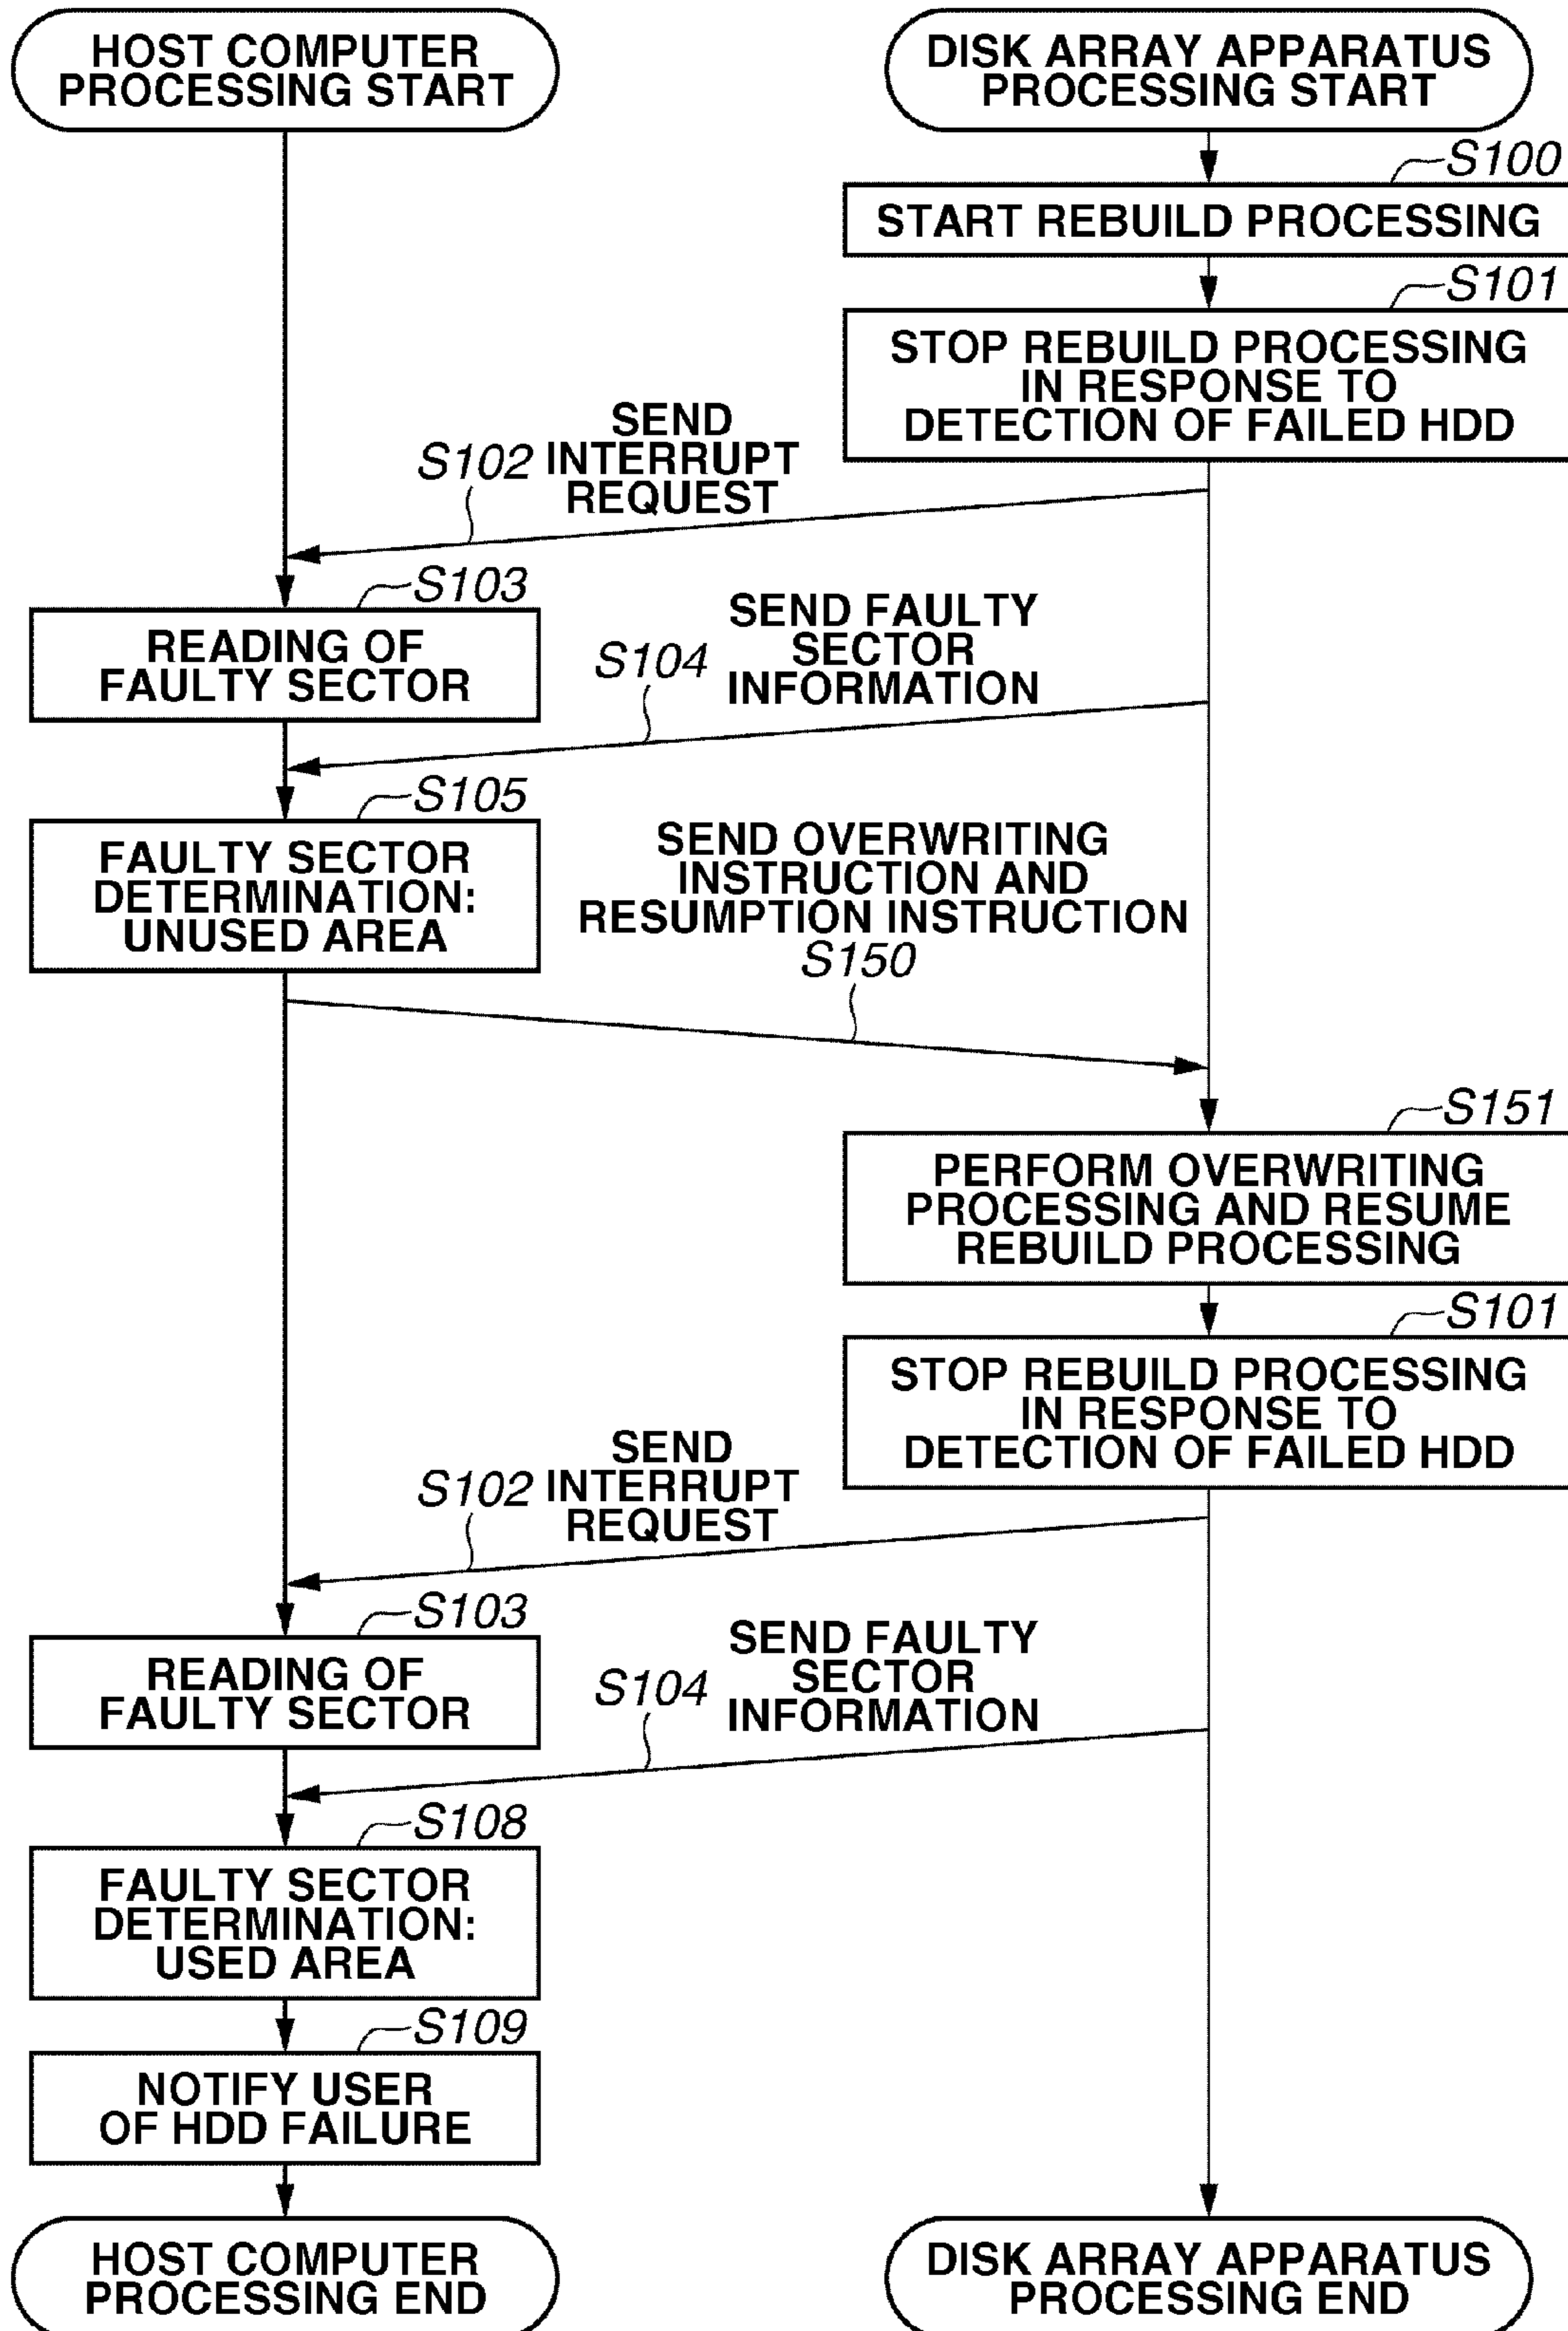 HOST COMPUTER
PROCESSING START
DISK ARRAY APPARATUS
PROCESSING START
S100
START REBUILD PROCESSING
S101
STOP REBUILD PROCESSING
IN RESPONSE TO
DETECTION OF FAILED HDD
SEND
S102 INTERRUPT
REQUEST
S103
READING OF
FAULTY SECTOR
SEND FAULTY
S104 SECTOR
INFORMATION
S105
FAULTY SECTOR
DETERMINATION:
UNUSED AREA
SEND OVERWRITING
INSTRUCTION AND
RESUMPTION INSTRUCTION
S150
S151
PERFORM OVERWRITING
PROCESSING AND RESUME
REBUILD PROCESSING
S101
STOP REBUILD PROCESSING
IN RESPONSE TO
DETECTION OF FAILED HDD
SEND
S102 INTERRUPT
REQUEST
S103
READING OF
FAULTY SECTOR
SEND FAULTY
S104 SECTOR
INFORMATION
S108
FAULTY SECTOR
DETERMINATION:
USED AREA
S109
NOTIFY USER
OF HDD FAILURE
HOST COMPUTER
PROCESSING END
DISK ARRAY APPARATUS
PROCESSING END